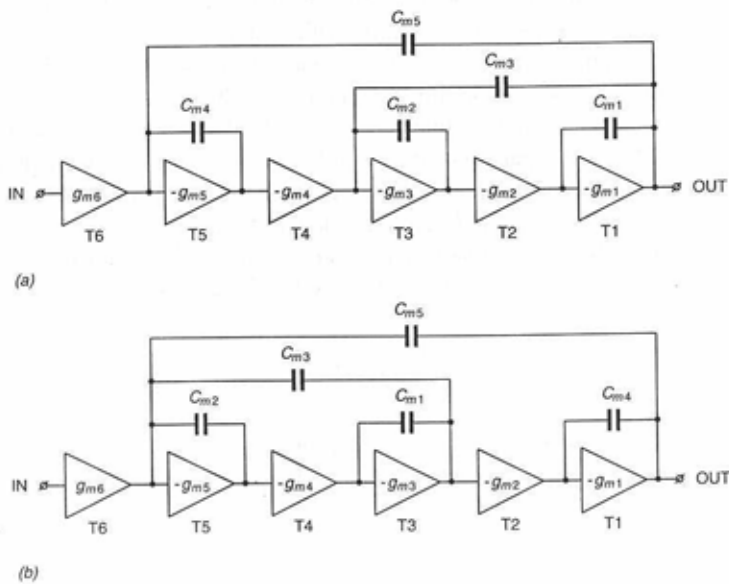 Cm5
Cm3
Cm4
Cm2
Cm1
IN gm6 -gm5 -gm4 -gm3 -gm2 -gm1 OUT
T6 T5 T4 T3 T2 T1
(a)
Cm5
Cm3
Cm2
Cm1
Cm4
IN gm6 -gm5 -gm4 -gm3 -gm2 -gm1 OUT
T6 T5 T4 T3 T2 T1
(b)